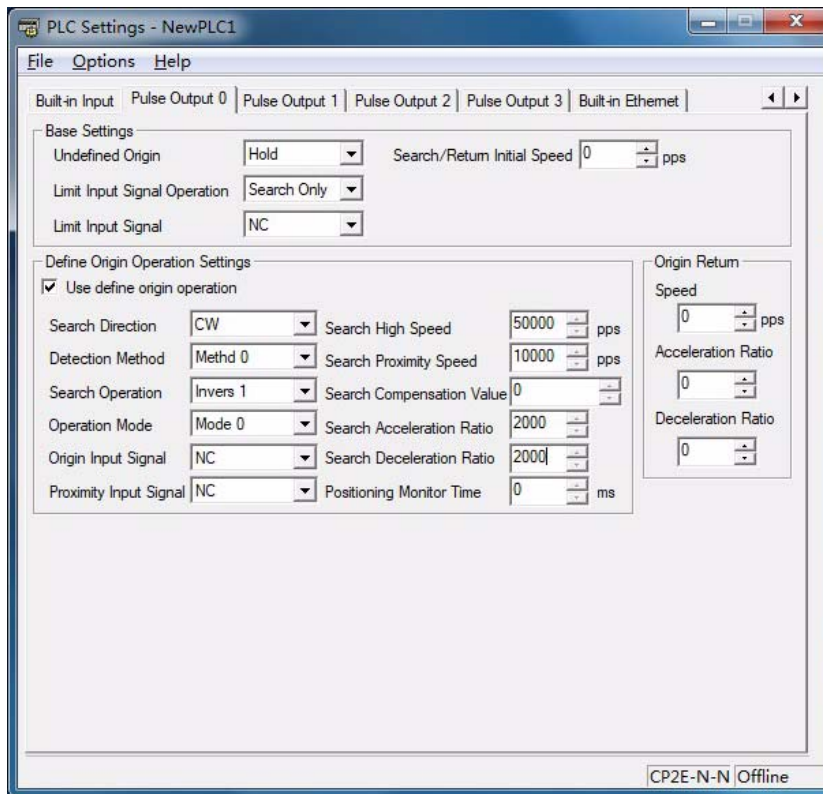 PLC Settings - NewPLC1
File Options Help
Built-in Input Pulse Output 0 Pulse Output 1 Pulse Output 2 Pulse Output 3 Built-in Ethernet
Base Settings
Undefined Origin Hold Search/Return Initial Speed 0 pps
Limit Input Signal Operation Search Only
Limit Input Signal NC
Define Origin Operation Settings
Use define origin operation
Search Direction CW Search High Speed 50000 pps
Detection Method Methd 0 Search Proximity Speed 10000 pps
Search Operation Invers 1 Search Compensation Value 0
Operation Mode Mode 0 Search Acceleration Ratio 2000
Origin Input Signal NC Search Deceleration Ratio 2000
Proximity Input Signal NC Positioning Monitor Time 0 ms
Origin Return
Speed
0 pps
Acceleration Ratio
0
Deceleration Ratio
0
CP2E-N-N Offline